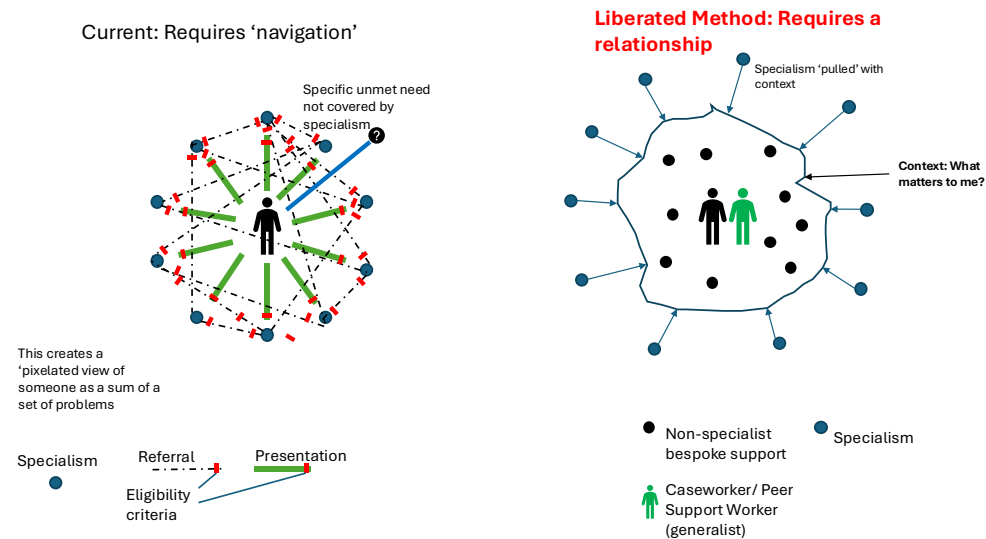 Current: Requires ‘navigation’
Liberated Method: Requires a
relationship
Specific unmet need
not covered by
specialism
?
Specialism ‘pulled’ with
context
Context: What
matters to me?
This creates a
‘pixelated view of
someone as a sum of a
set of problems
Specialism
Referral
Presentation
Eligibility
criteria
Non-specialist
bespoke support
Specialism
Caseworker/ Peer
Support Worker
(generalist)